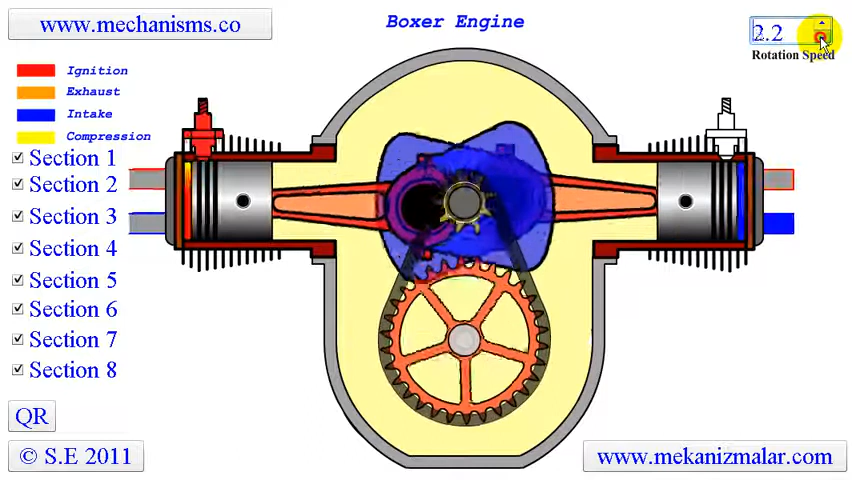 www.mechanisms.co
Boxer Engine
2.2
Rotation Speed
Ignition
Exhaust
Intake
Compression
Section 1
Section 2
Section 3
Section 4
Section 5
Section 6
Section 7
Section 8
QR
© S.E 2011
www.mekanizmalar.com